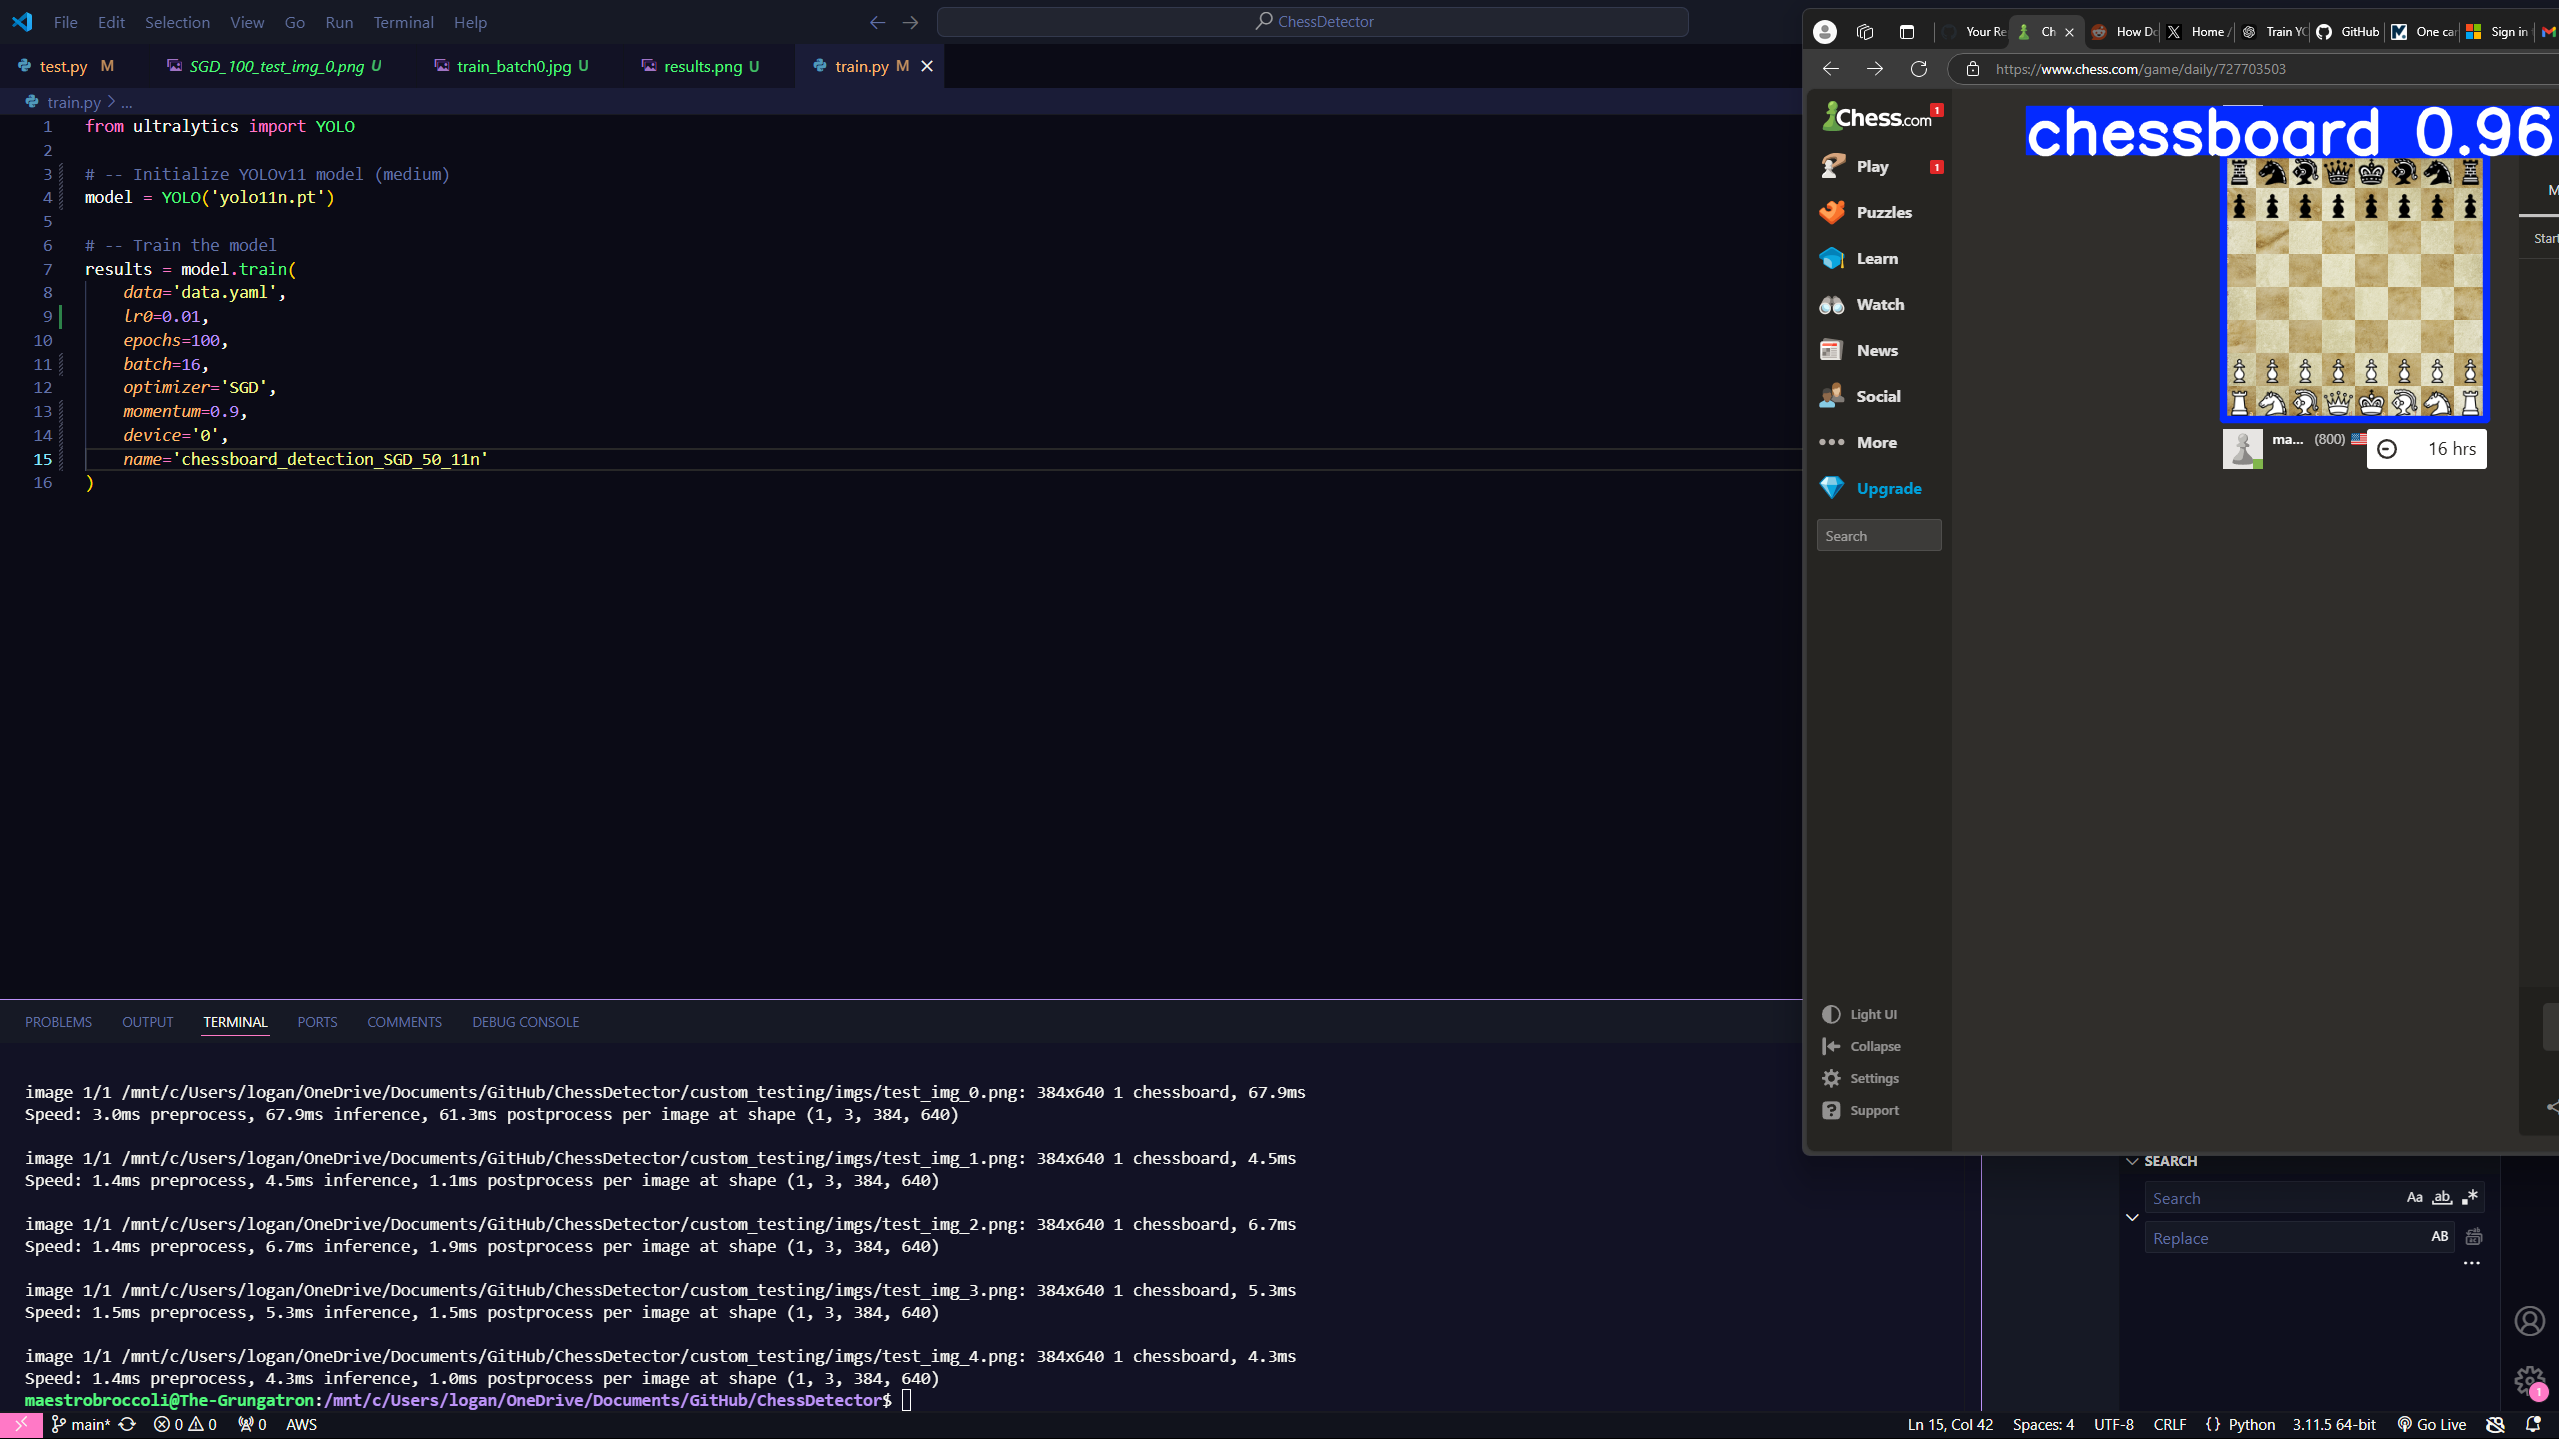 File Edit Selection View Go Run Terminal Help
ChessDetector
test.py M SGD_100_test_img_0.png U train_batch0.jpg U results.png U train.py M
train.py > ...
1 from ultralytics import YOLO
2
3 # -- Initialize YOLOv11 model (medium)
4 model = YOLO('yolo11n.pt')
5
6 # -- Train the model
7 results = model.train(
8 data='data.yaml',
9 lr0=0.01,
10 epochs=100,
11 batch=16,
12 optimizer='SGD',
13 momentum=0.9,
14 device='0',
15 name='chessboard_detection_SGD_50_11n'
16 )
PROBLEMS OUTPUT TERMINAL PORTS COMMENTS DEBUG CONSOLE
image 1/1 /mnt/c/Users/logan/OneDrive/Documents/GitHub/ChessDetector/custom_testing/imgs/test_img_0.png: 384x640 1 chessboard, 67.9ms
Speed: 3.0ms preprocess, 67.9ms inference, 61.3ms postprocess per image at shape (1, 3, 384, 640)
image 1/1 /mnt/c/Users/logan/OneDrive/Documents/GitHub/ChessDetector/custom_testing/imgs/test_img_1.png: 384x640 1 chessboard, 4.5ms
Speed: 1.4ms preprocess, 4.5ms inference, 1.1ms postprocess per image at shape (1, 3, 384, 640)
image 1/1 /mnt/c/Users/logan/OneDrive/Documents/GitHub/ChessDetector/custom_testing/imgs/test_img_2.png: 384x640 1 chessboard, 6.7ms
Speed: 1.4ms preprocess, 6.7ms inference, 1.9ms postprocess per image at shape (1, 3, 384, 640)
image 1/1 /mnt/c/Users/logan/OneDrive/Documents/GitHub/ChessDetector/custom_testing/imgs/test_img_3.png: 384x640 1 chessboard, 5.3ms
Speed: 1.5ms preprocess, 5.3ms inference, 1.5ms postprocess per image at shape (1, 3, 384, 640)
image 1/1 /mnt/c/Users/logan/OneDrive/Documents/GitHub/ChessDetector/custom_testing/imgs/test_img_4.png: 384x640 1 chessboard, 4.3ms
Speed: 1.4ms preprocess, 4.3ms inference, 1.0ms postprocess per image at shape (1, 3, 384, 640)
maestrobroccoli@The-Grungatron:/mnt/c/Users/logan/OneDrive/Documents/GitHub/ChessDetector$
Your Re Ch How Do Home / Train YO GitHub One car Sign in
https://www.chess.com/game/daily/727703503
Chess.com 1
chessboard 0.96
Play 1
Puzzles
Learn
Watch
News
Social
More
Upgrade
Search
M
Start
ma... (800) 16 hrs
Light UI
Collapse
Settings
Support
SEARCH
Search Aa ab
Replace AB
...
1
main* 0 0 0 AWS Ln 15, Col 42 Spaces: 4 UTF-8 CRLF {} Python 3.11.5 64-bit Go Live